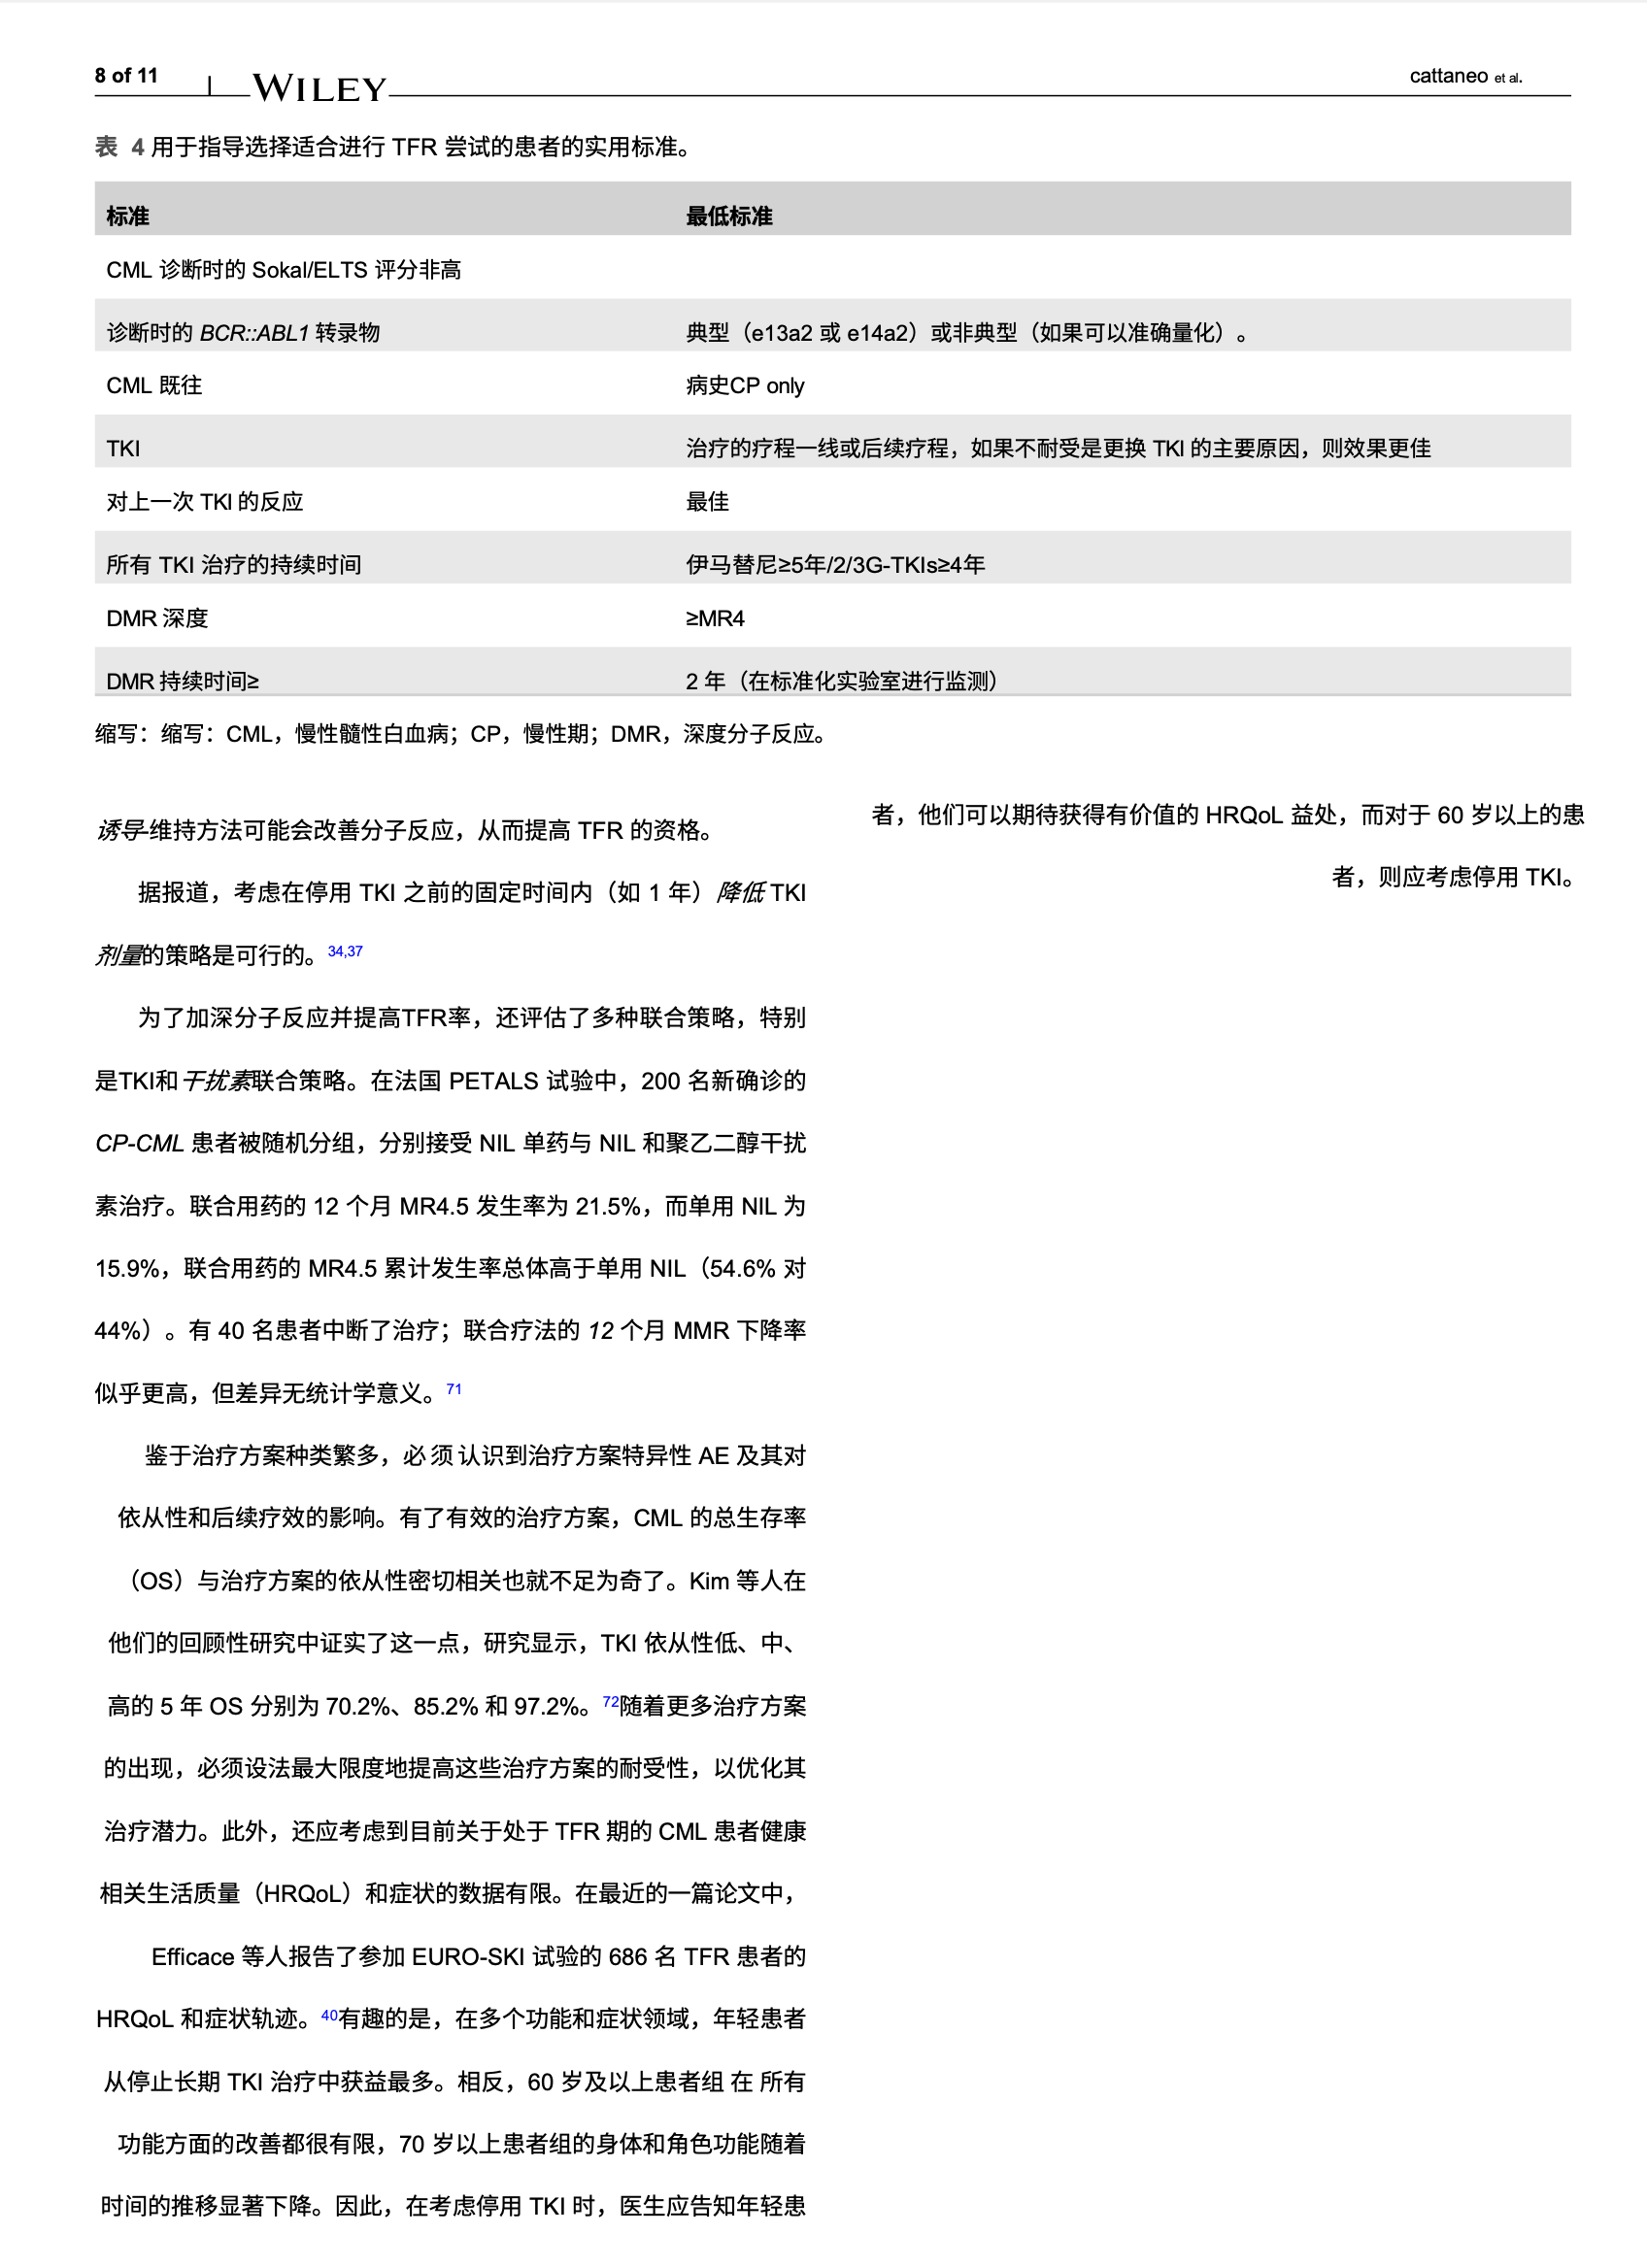 8 of 11 WILEY cattaneo et al.
表 4 用于指导选择适合进行 TFR 尝试的患者的实用标准。
标准 最低标准
CML 诊断时的 Sokal/ELTS 评分非高
诊断时的 BCR::ABL1 转录物 典型（e13a2 或 e14a2）或非典型（如果可以准确量化）。
CML 既往 病史CP only
TKI 治疗的疗程一线或后续疗程，如果不耐受是更换 TKI 的主要原因，则效果更佳
对上一次 TKI 的反应 最佳
所有 TKI 治疗的持续时间 伊马替尼≥5年/2/3G-TKIs≥4年
DMR 深度 ≥MR4
DMR 持续时间≥ 2 年（在标准化实验室进行监测）
缩写：缩写：CML，慢性髓性白血病；CP，慢性期；DMR，深度分子反应。
诱导-维持方法可能会改善分子反应，从而提高 TFR 的资格。
据报道，考虑在停用 TKI 之前的固定时间内（如 1 年）降低 TKI
剂量的策略是可行的。34,37
为了加深分子反应并提高TFR率，还评估了多种联合策略，特别
是TKI和干扰素联合策略。在法国 PETALS 试验中，200 名新确诊的
CP-CML 患者被随机分组，分别接受 NIL 单药与 NIL 和聚乙二醇干扰
素治疗。联合用药的 12 个月 MR4.5 发生率为 21.5%，而单用 NIL 为
15.9%，联合用药的 MR4.5 累计发生率总体高于单用 NIL（54.6% 对
44%）。有 40 名患者中断了治疗；联合疗法的 12 个月 MMR 下降率
似乎更高，但差异无统计学意义。71
鉴于治疗方案种类繁多，必须认识到治疗方案特异性 AE 及其对
依从性和后续疗效的影响。有了有效的治疗方案，CML 的总生存率
（OS）与治疗方案的依从性密切相关也就不足为奇了。Kim 等人在
他们的回顾性研究中证实了这一点，研究显示，TKI 依从性低、中、
高的 5 年 OS 分别为 70.2%、85.2% 和 97.2%。72随着更多治疗方案
的出现，必须设法最大限度地提高这些治疗方案的耐受性，以优化其
治疗潜力。此外，还应考虑到目前关于处于 TFR 期的 CML 患者健康
相关生活质量（HRQoL）和症状的数据有限。在最近的一篇论文中，
Efficace 等人报告了参加 EURO-SKI 试验的 686 名 TFR 患者的
HRQoL 和症状轨迹。40有趣的是，在多个功能和症状领域，年轻患者
从停止长期 TKI 治疗中获益最多。相反，60 岁及以上患者组 在 所有
功能方面的改善都很有限，70 岁以上患者组的身体和角色功能随着
时间的推移显著下降。因此，在考虑停用 TKI 时，医生应告知年轻患
者，他们可以期待获得有价值的 HRQoL 益处，而对于 60 岁以上的患
者，则应考虑停用 TKI。